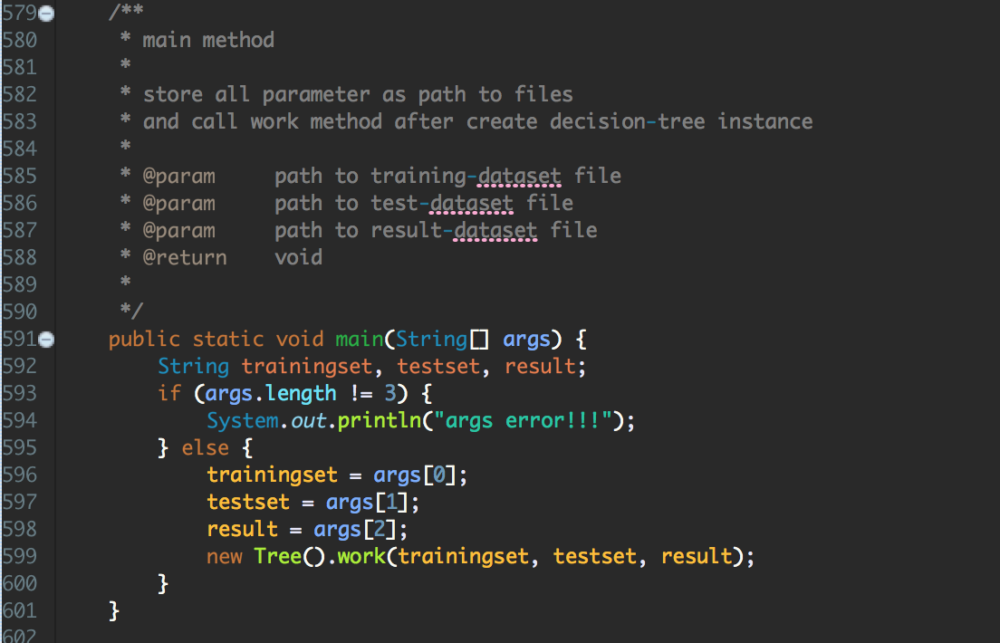 579 /**
580 * main method
581 *
582 * store all parameter as path to files
583 * and call work method after create decision-tree instance
584 *
585 * @param path to training-dataset file
586 * @param path to test-dataset file
587 * @param path to result-dataset file
588 * @return void
589 *
590 */
591 public static void main(String[] args) {
592 String trainingset, testset, result;
593 if (args.length != 3) {
594 System.out.println("args error!!!");
595 } else {
596 trainingset = args[0];
597 testset = args[1];
598 result = args[2];
599 new Tree().work(trainingset, testset, result);
600 }
601 }
602